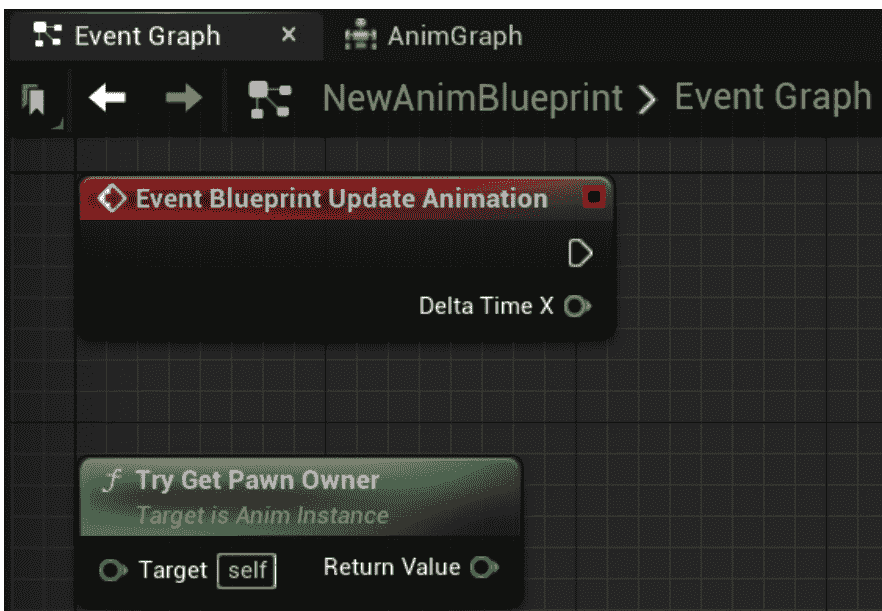 Event Graph × AnimGraph
NewAnimBlueprint > Event Graph
Event Blueprint Update Animation
Delta Time X
f Try Get Pawn Owner
Target is Anim Instance
Target self Return Value